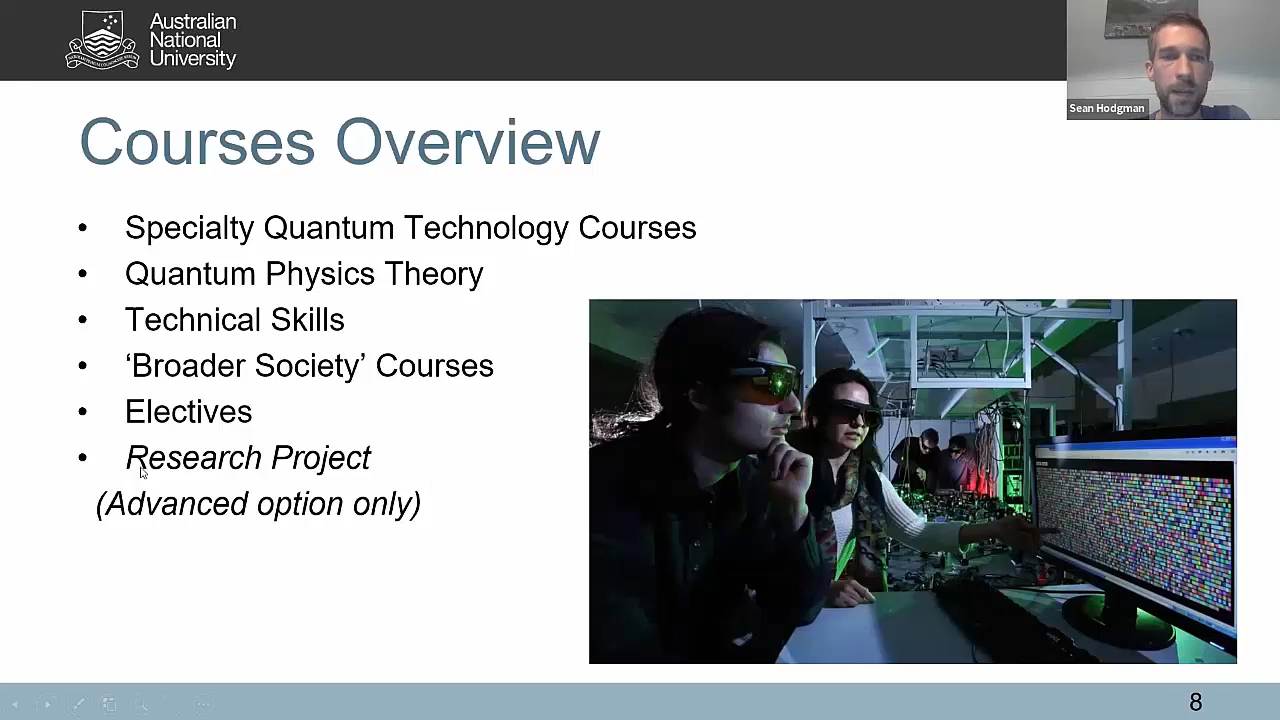 Australian
National
University
Sean Hodgman
Courses Overview
• Specialty Quantum Technology Courses
• Quantum Physics Theory
• Technical Skills
• ‘Broader Society’ Courses
• Electives
• Research Project
(Advanced option only)
8